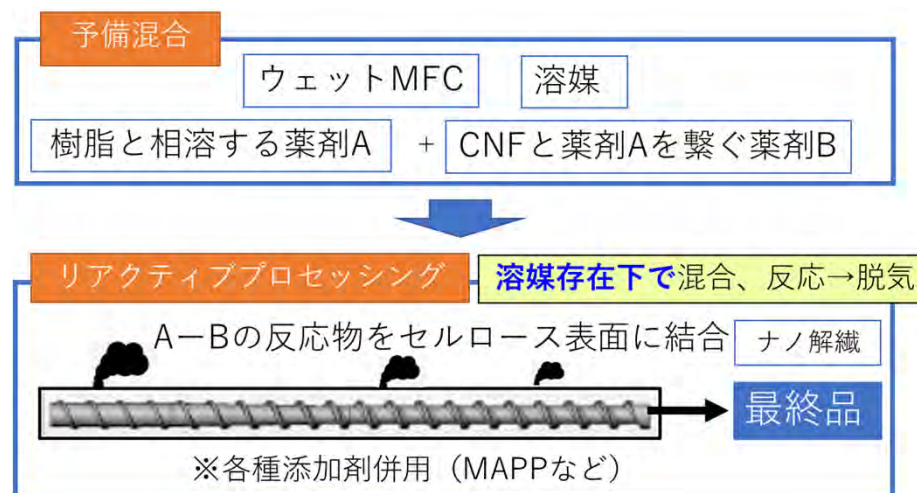 予備混合
ウェットMFC 溶媒
樹脂と相溶する薬剤A + CNFと薬剤Aを繋ぐ薬剤B
リアクティブプロセッシング 溶媒存在下で混合、反応→脱気
A－Bの反応物をセルロース表面に結合 ナノ解繊
最終品
※各種添加剤併用（MAPPなど）